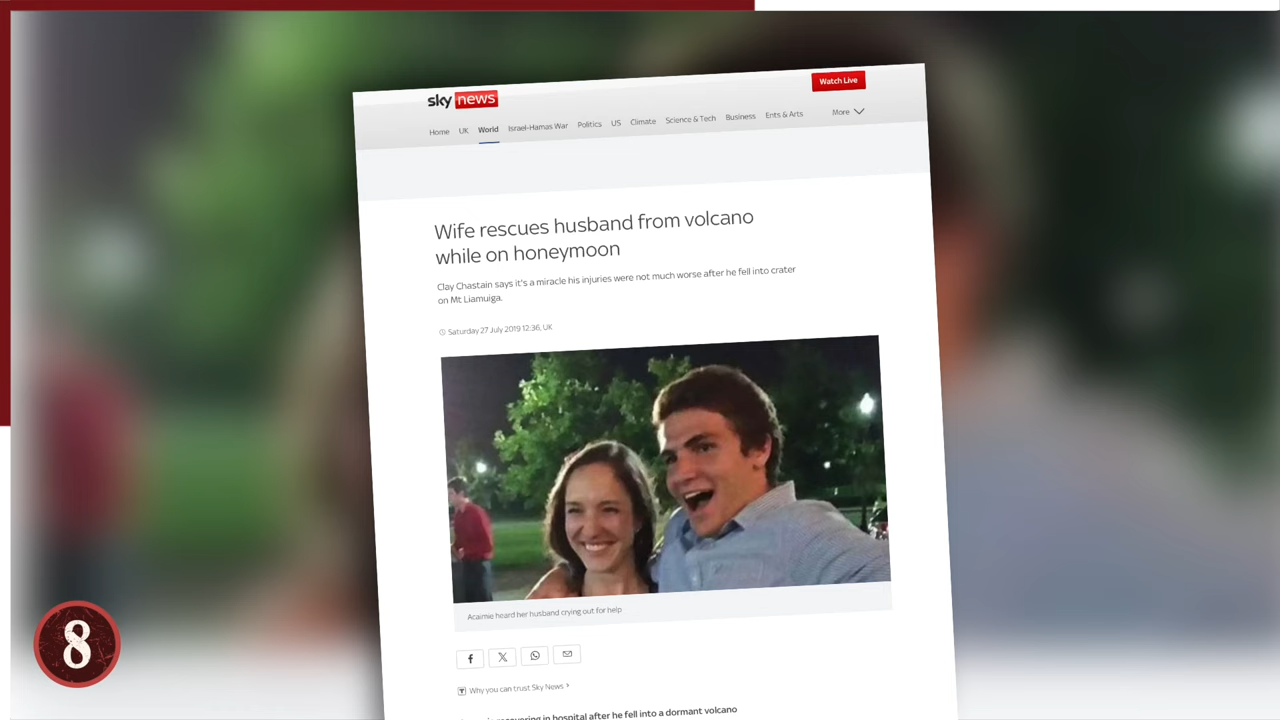 sky news
Watch Live
Home UK World Israel-Hamas War Politics US Climate Science & Tech Business Ents & Arts More
Wife rescues husband from volcano
while on honeymoon
Clay Chastain says it's a miracle his injuries were not much worse after he fell into crater
on Mt Liamuiga.
Saturday 27 July 2019 12:36, UK
Acaimie heard her husband crying out for help
Why you can trust Sky News >
recovering in hospital after he fell into a dormant volcano
8